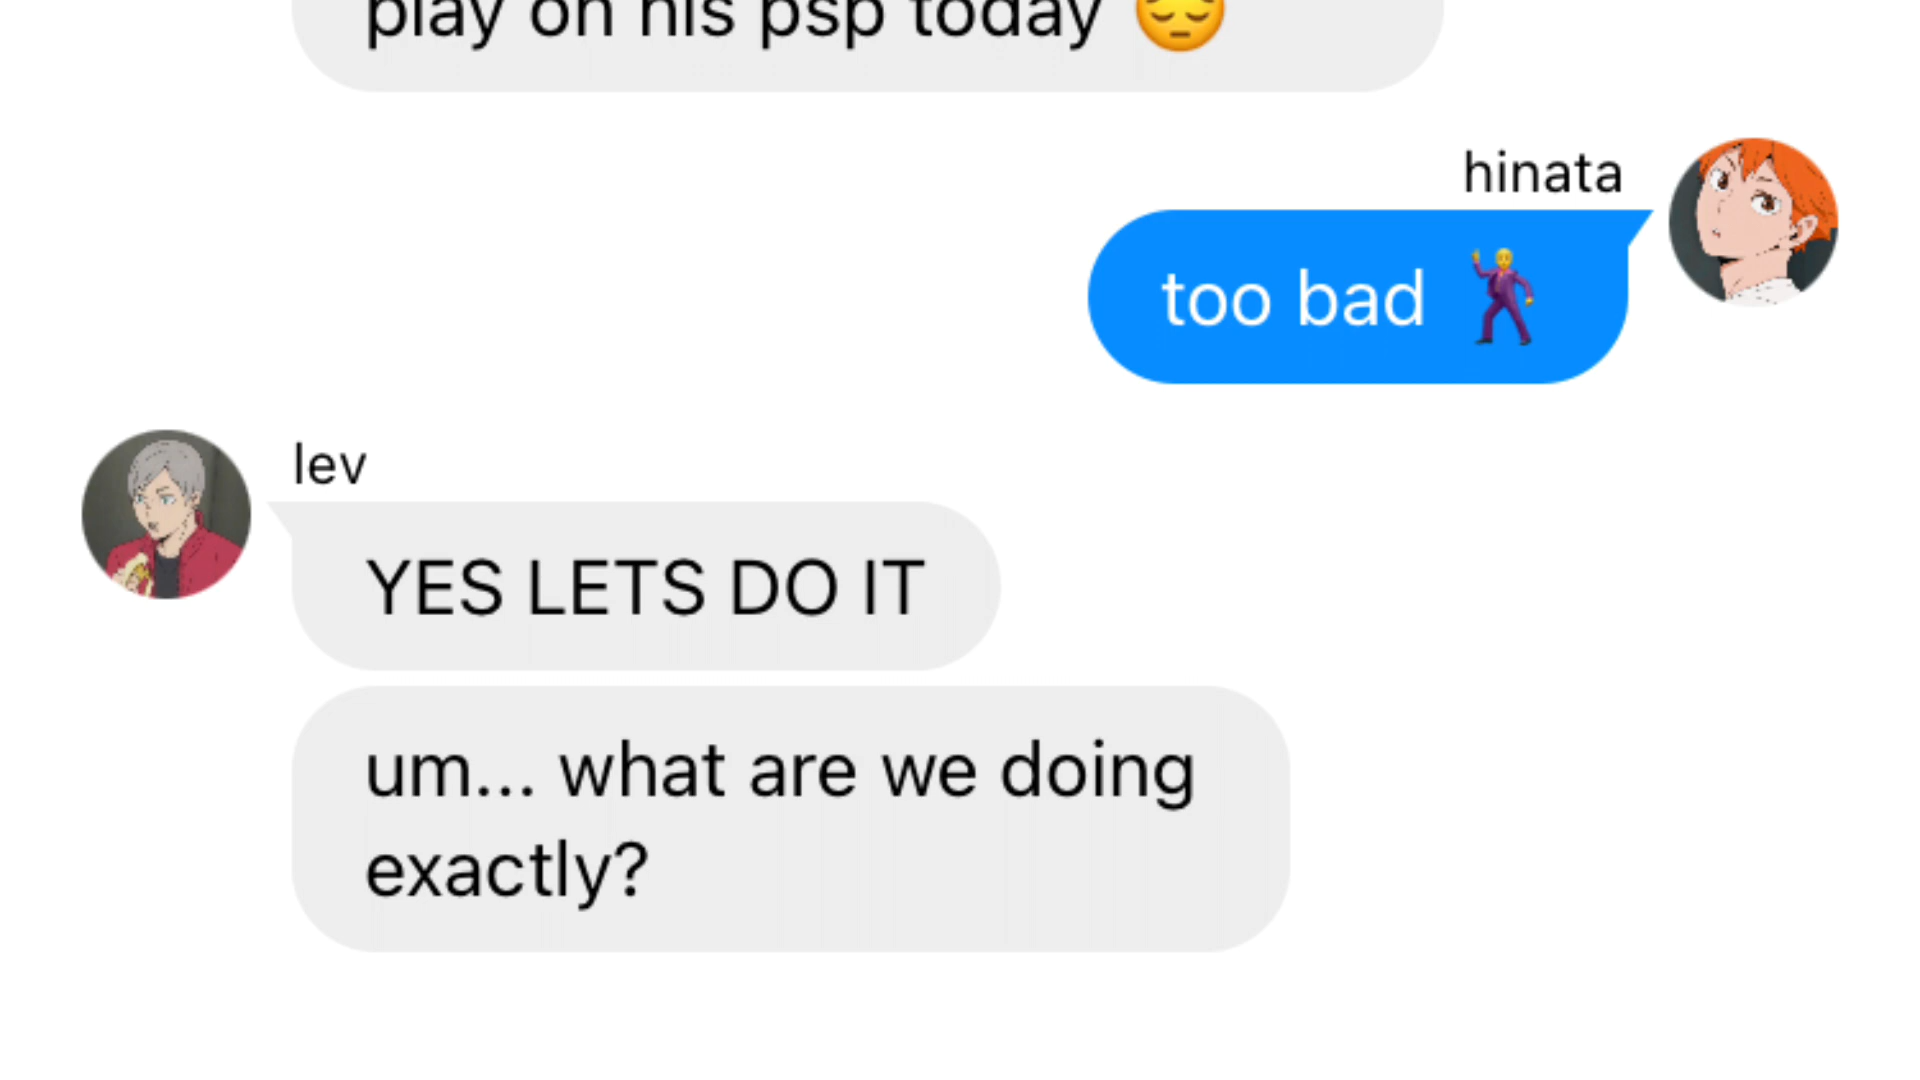 play on his psp today 😔
hinata
too bad 🕺
lev
YES LETS DO IT
um... what are we doing
exactly?